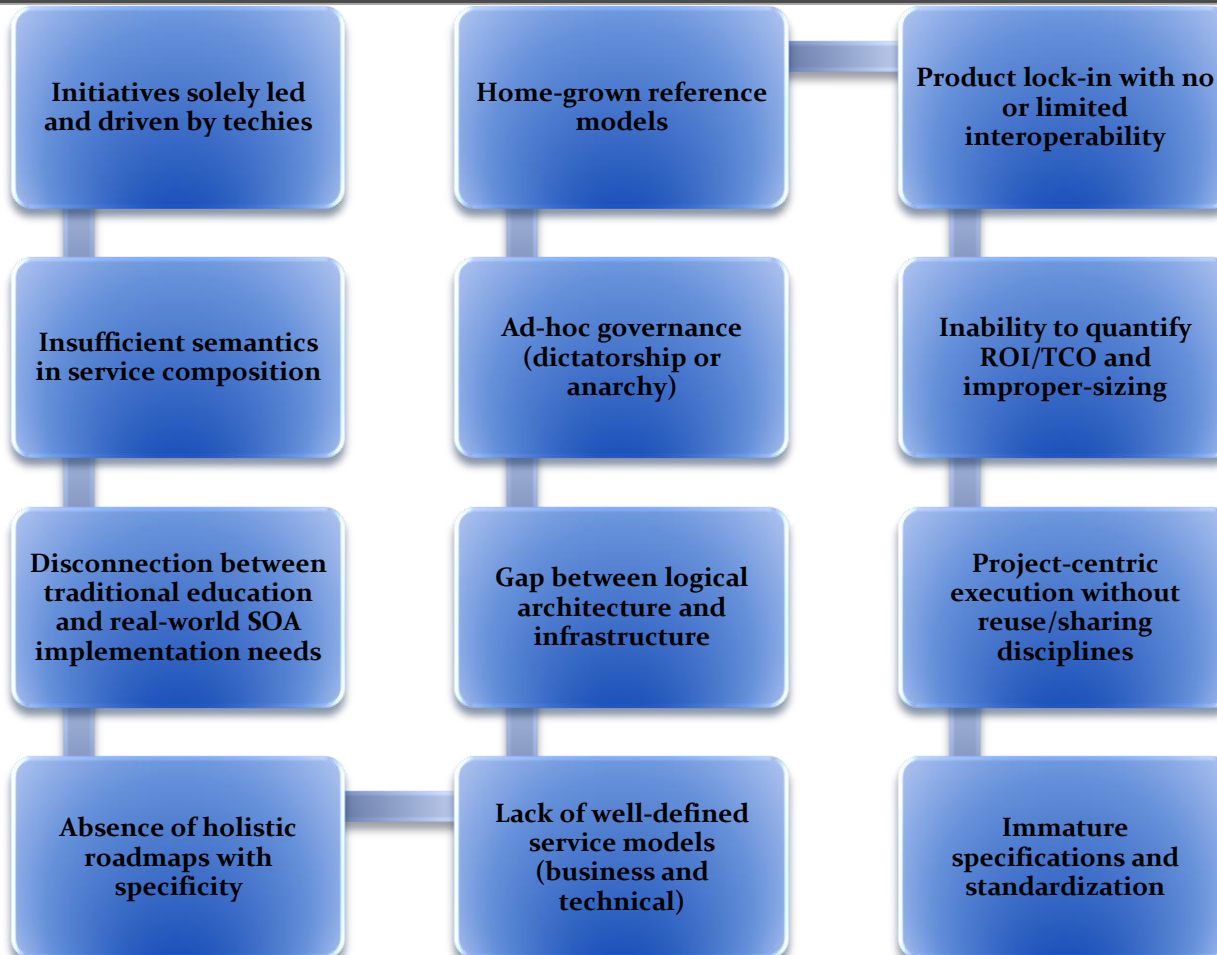 Initiatives solely led
and driven by techies
Insufficient semantics
in service composition
Disconnection between
traditional education
and real-world SOA
implementation needs
Absence of holistic
roadmaps with
specificity
Lack of well-defined
service models
(business and
technical)
Gap between logical
architecture and
infrastructure
Ad-hoc governance
(dictatorship or
anarchy)
Home-grown reference
models
Product lock-in with no
or limited
interoperability
Inability to quantify
ROI/TCO and
improper-sizing
Project-centric
execution without
reuse/sharing
disciplines
Immature
specifications and
standardization